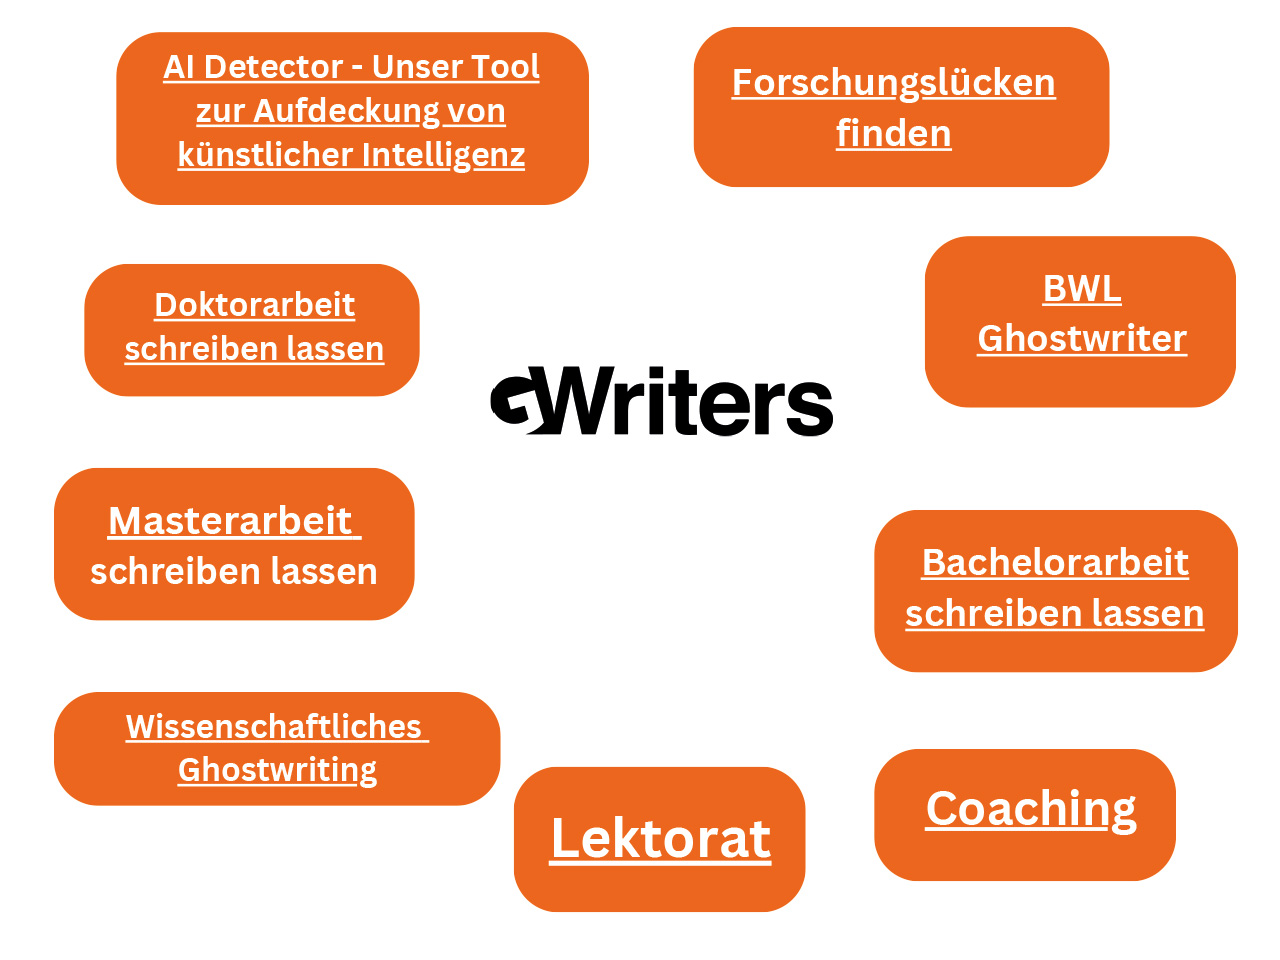 AI Detector - Unser Tool
zur Aufdeckung von
künstlicher Intelligenz
Forschungslücken
finden
Doktorarbeit
schreiben lassen
BWL
Ghostwriter
GWriters
Masterarbeit
schreiben lassen
Bachelorarbeit
schreiben lassen
Wissenschaftliches
Ghostwriting
Lektorat
Coaching